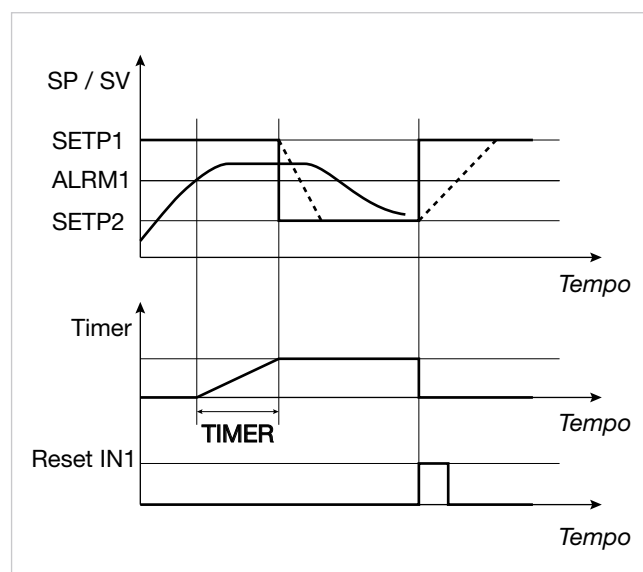 SP / SV
SETP1
ALRM1
SETP2
Tempo
Timer
Tempo
TIMER
Reset IN1
Tempo